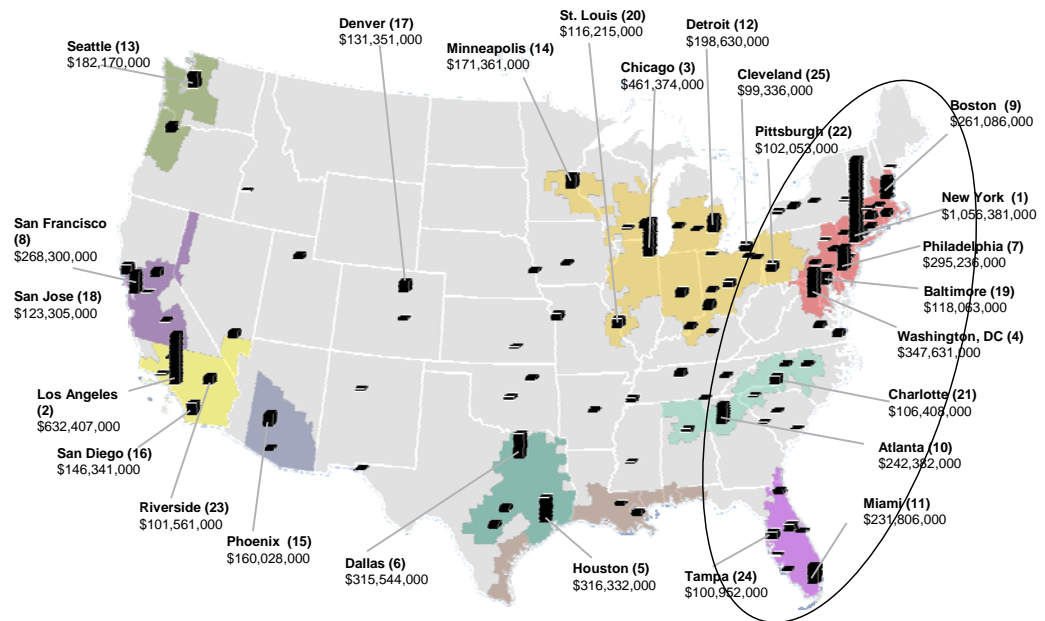 St. Louis (20)
$116,215,000
Denver (17)
$131,351,000
Detroit (12)
$198,630,000
Seattle (13)
$182,170,000
Minneapolis (14)
$171,361,000
Chicago (3)
$461,374,000
Cleveland (25)
$99,336,000
Boston (9)
$261,086,000
Pittsburgh (22)
$102,053,000
New York (1)
$1,056,381,000
San Francisco
(8)
$268,300,000
Philadelphia (7)
$295,236,000
San Jose (18)
$123,305,000
Baltimore (19)
$118,063,000
Washington, DC (4)
$347,631,000
Los Angeles
(2)
$632,407,000
Charlotte (21)
$106,408,000
San Diego (16)
$146,341,000
Atlanta (10)
$242,382,000
Riverside (23)
$101,561,000
Miami (11)
$231,806,000
Phoenix (15)
$160,028,000
Dallas (6)
$315,544,000
Houston (5)
$316,332,000
Tampa (24)
$100,952,000